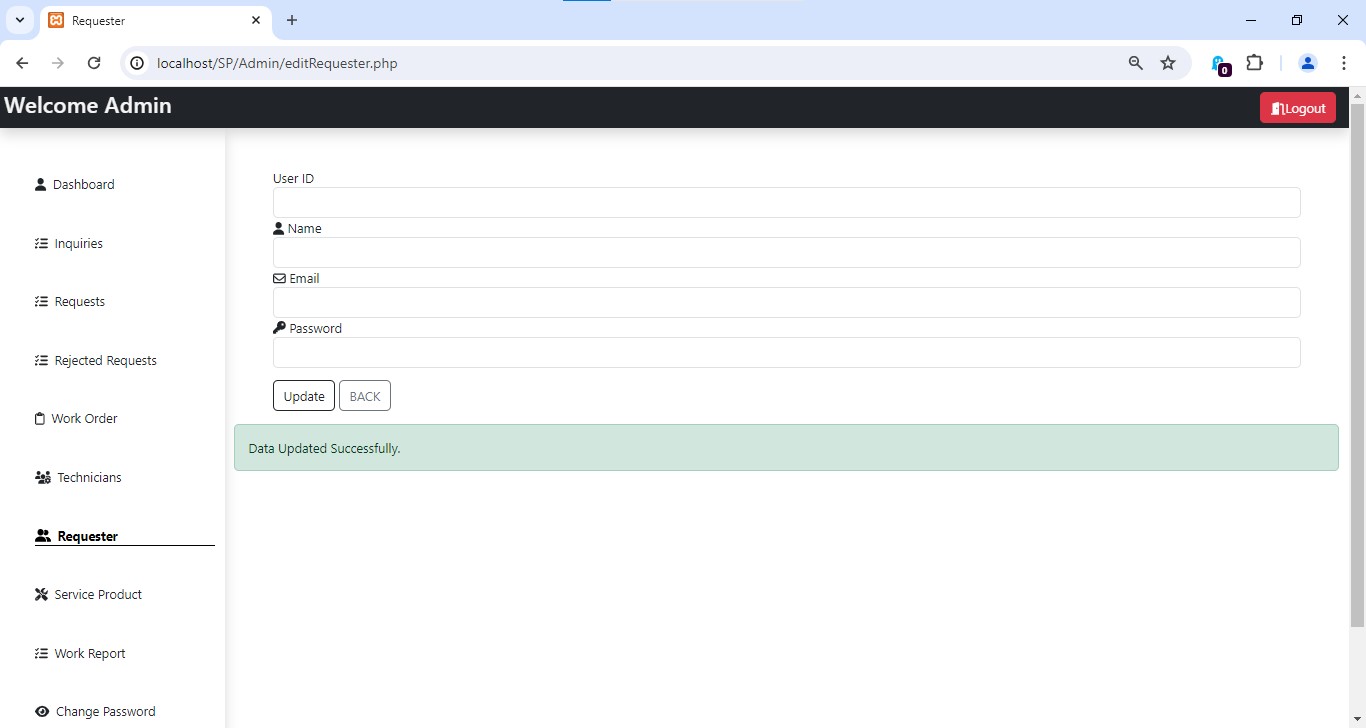 Requester
localhost/SP/Admin/editRequester.php
0
Welcome Admin
Logout
Dashboard
Inquiries
Requests
Rejected Requests
Work Order
Technicians
Requester
Service Product
Work Report
Change Password
User ID
Name
Email
Password
Update BACK
Data Updated Successfully.